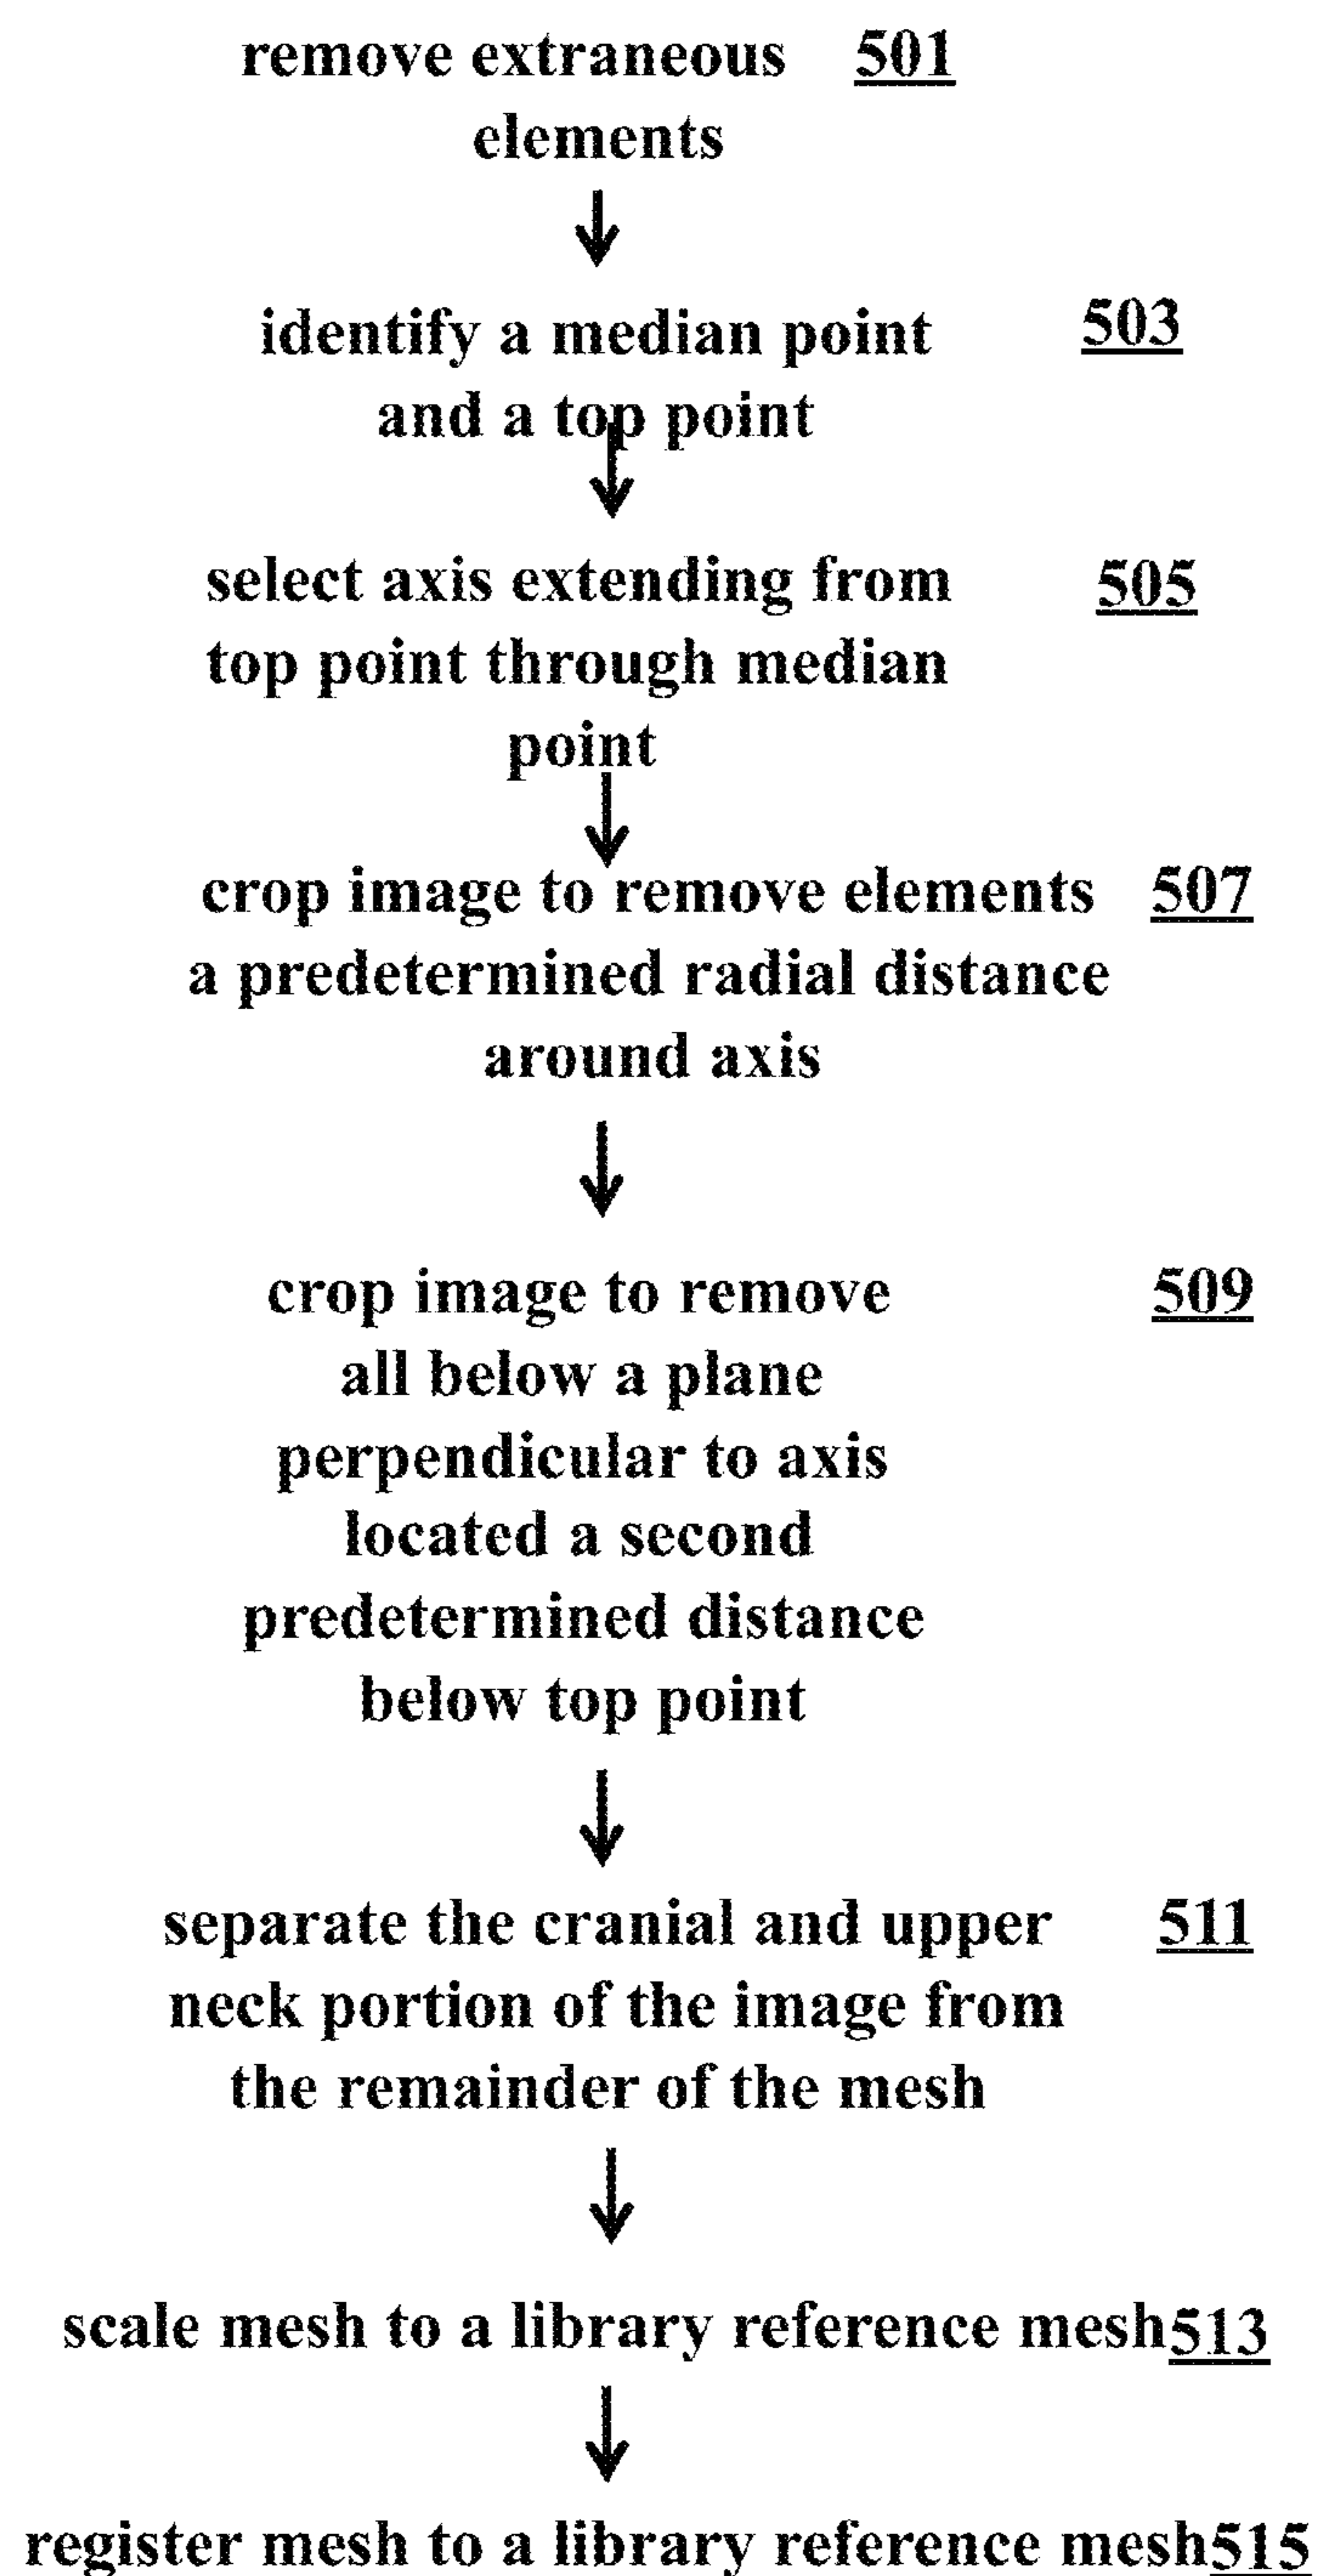 remove extraneous 501
elements
identify a median point 503
and a top point
select axis extending from 505
top point through median
point
crop image to remove elements 507
a predetermined radial distance
around axis
crop image to remove 509
all below a plane
perpendicular to axis
located a second
predetermined distance
below top point
separate the cranial and upper 511
neck portion of the image from
the remainder of the mesh
scale mesh to a library reference mesh513
register mesh to a library reference mesh515